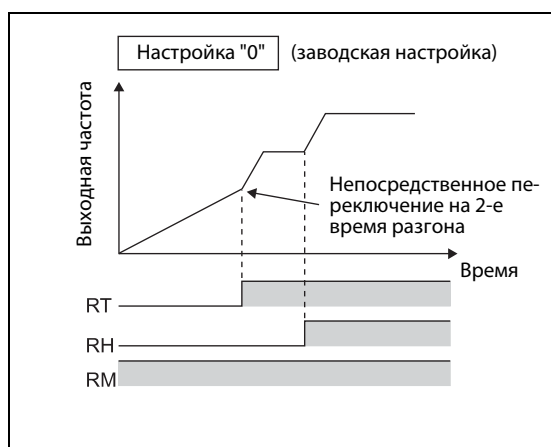 Настройка "0" (заводская настройка)
Выходная частота
Непосредственное пе-
реключение на 2-е
время разгона
Время
RT
RH
RM